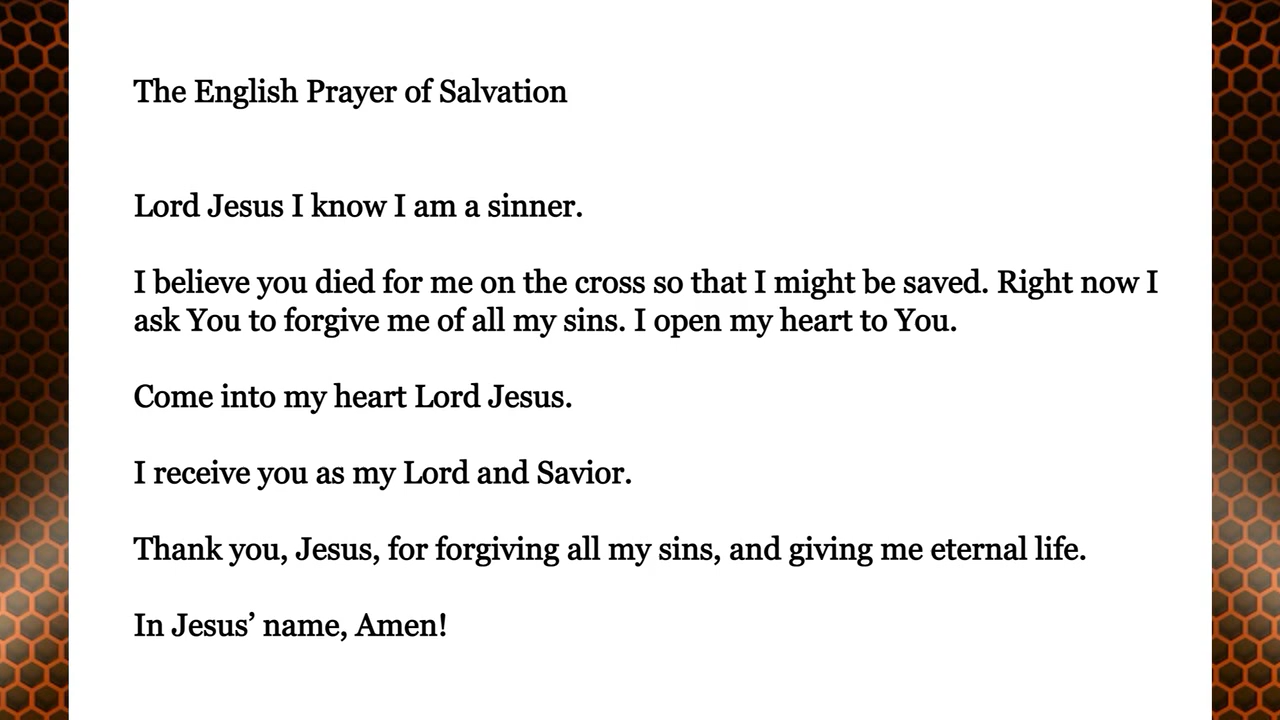 The English Prayer of Salvation
Lord Jesus I know I am a sinner.
I believe you died for me on the cross so that I might be saved. Right now I
ask You to forgive me of all my sins. I open my heart to You.
Come into my heart Lord Jesus.
I receive you as my Lord and Savior.
Thank you, Jesus, for forgiving all my sins, and giving me eternal life.
In Jesus’ name, Amen!